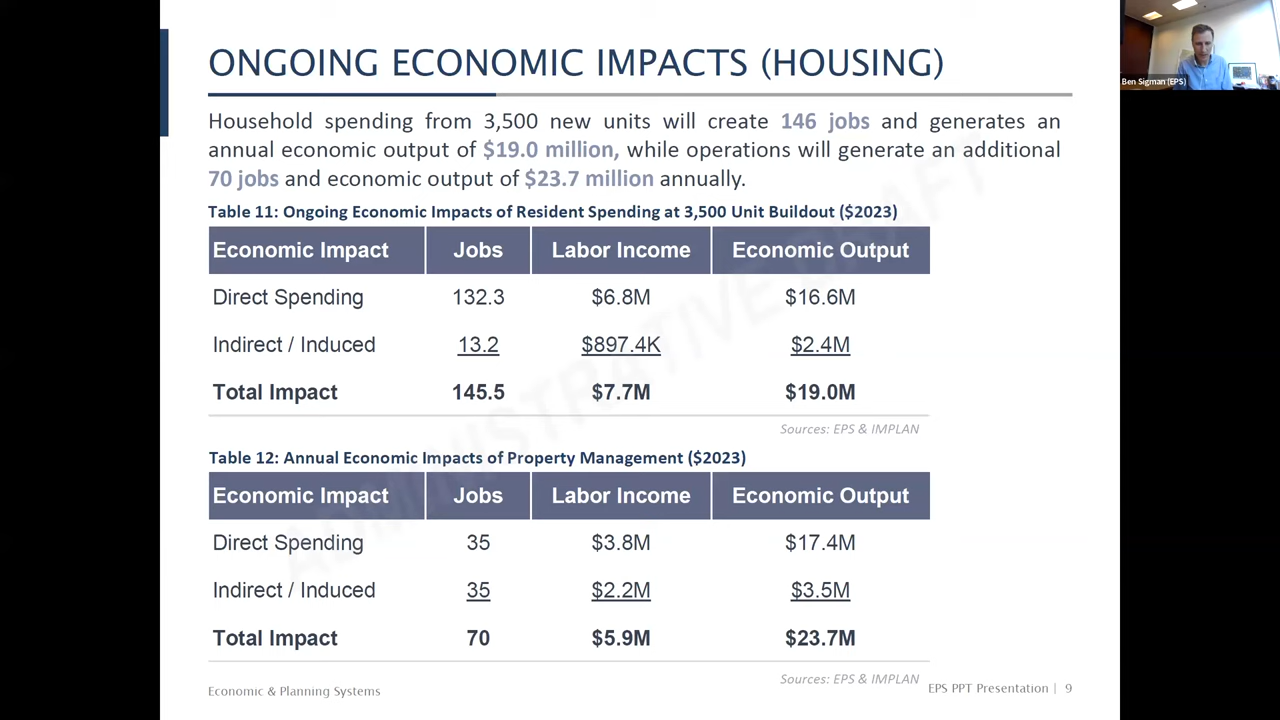 ONGOING ECONOMIC IMPACTS (HOUSING)
Ben Sigman (EPS)
Household spending from 3,500 new units will create 146 jobs and generates an
annual economic output of $19.0 million, while operations will generate an additional
70 jobs and economic output of $23.7 million annually.
Table 11: Ongoing Economic Impacts of Resident Spending at 3,500 Unit Buildout ($2023)
Economic Impact Jobs Labor Income Economic Output
Direct Spending 132.3 $6.8M $16.6M
Indirect / Induced 13.2 $897.4K $2.4M
Total Impact 145.5 $7.7M $19.0M
Sources: EPS & IMPLAN
Table 12: Annual Economic Impacts of Property Management ($2023)
Economic Impact Jobs Labor Income Economic Output
Direct Spending 35 $3.8M $17.4M
Indirect / Induced 35 $2.2M $3.5M
Total Impact 70 $5.9M $23.7M
Sources: EPS & IMPLAN
Economic & Planning Systems
EPS PPT Presentation | 9
ADMINISTRATIVE DRAFT